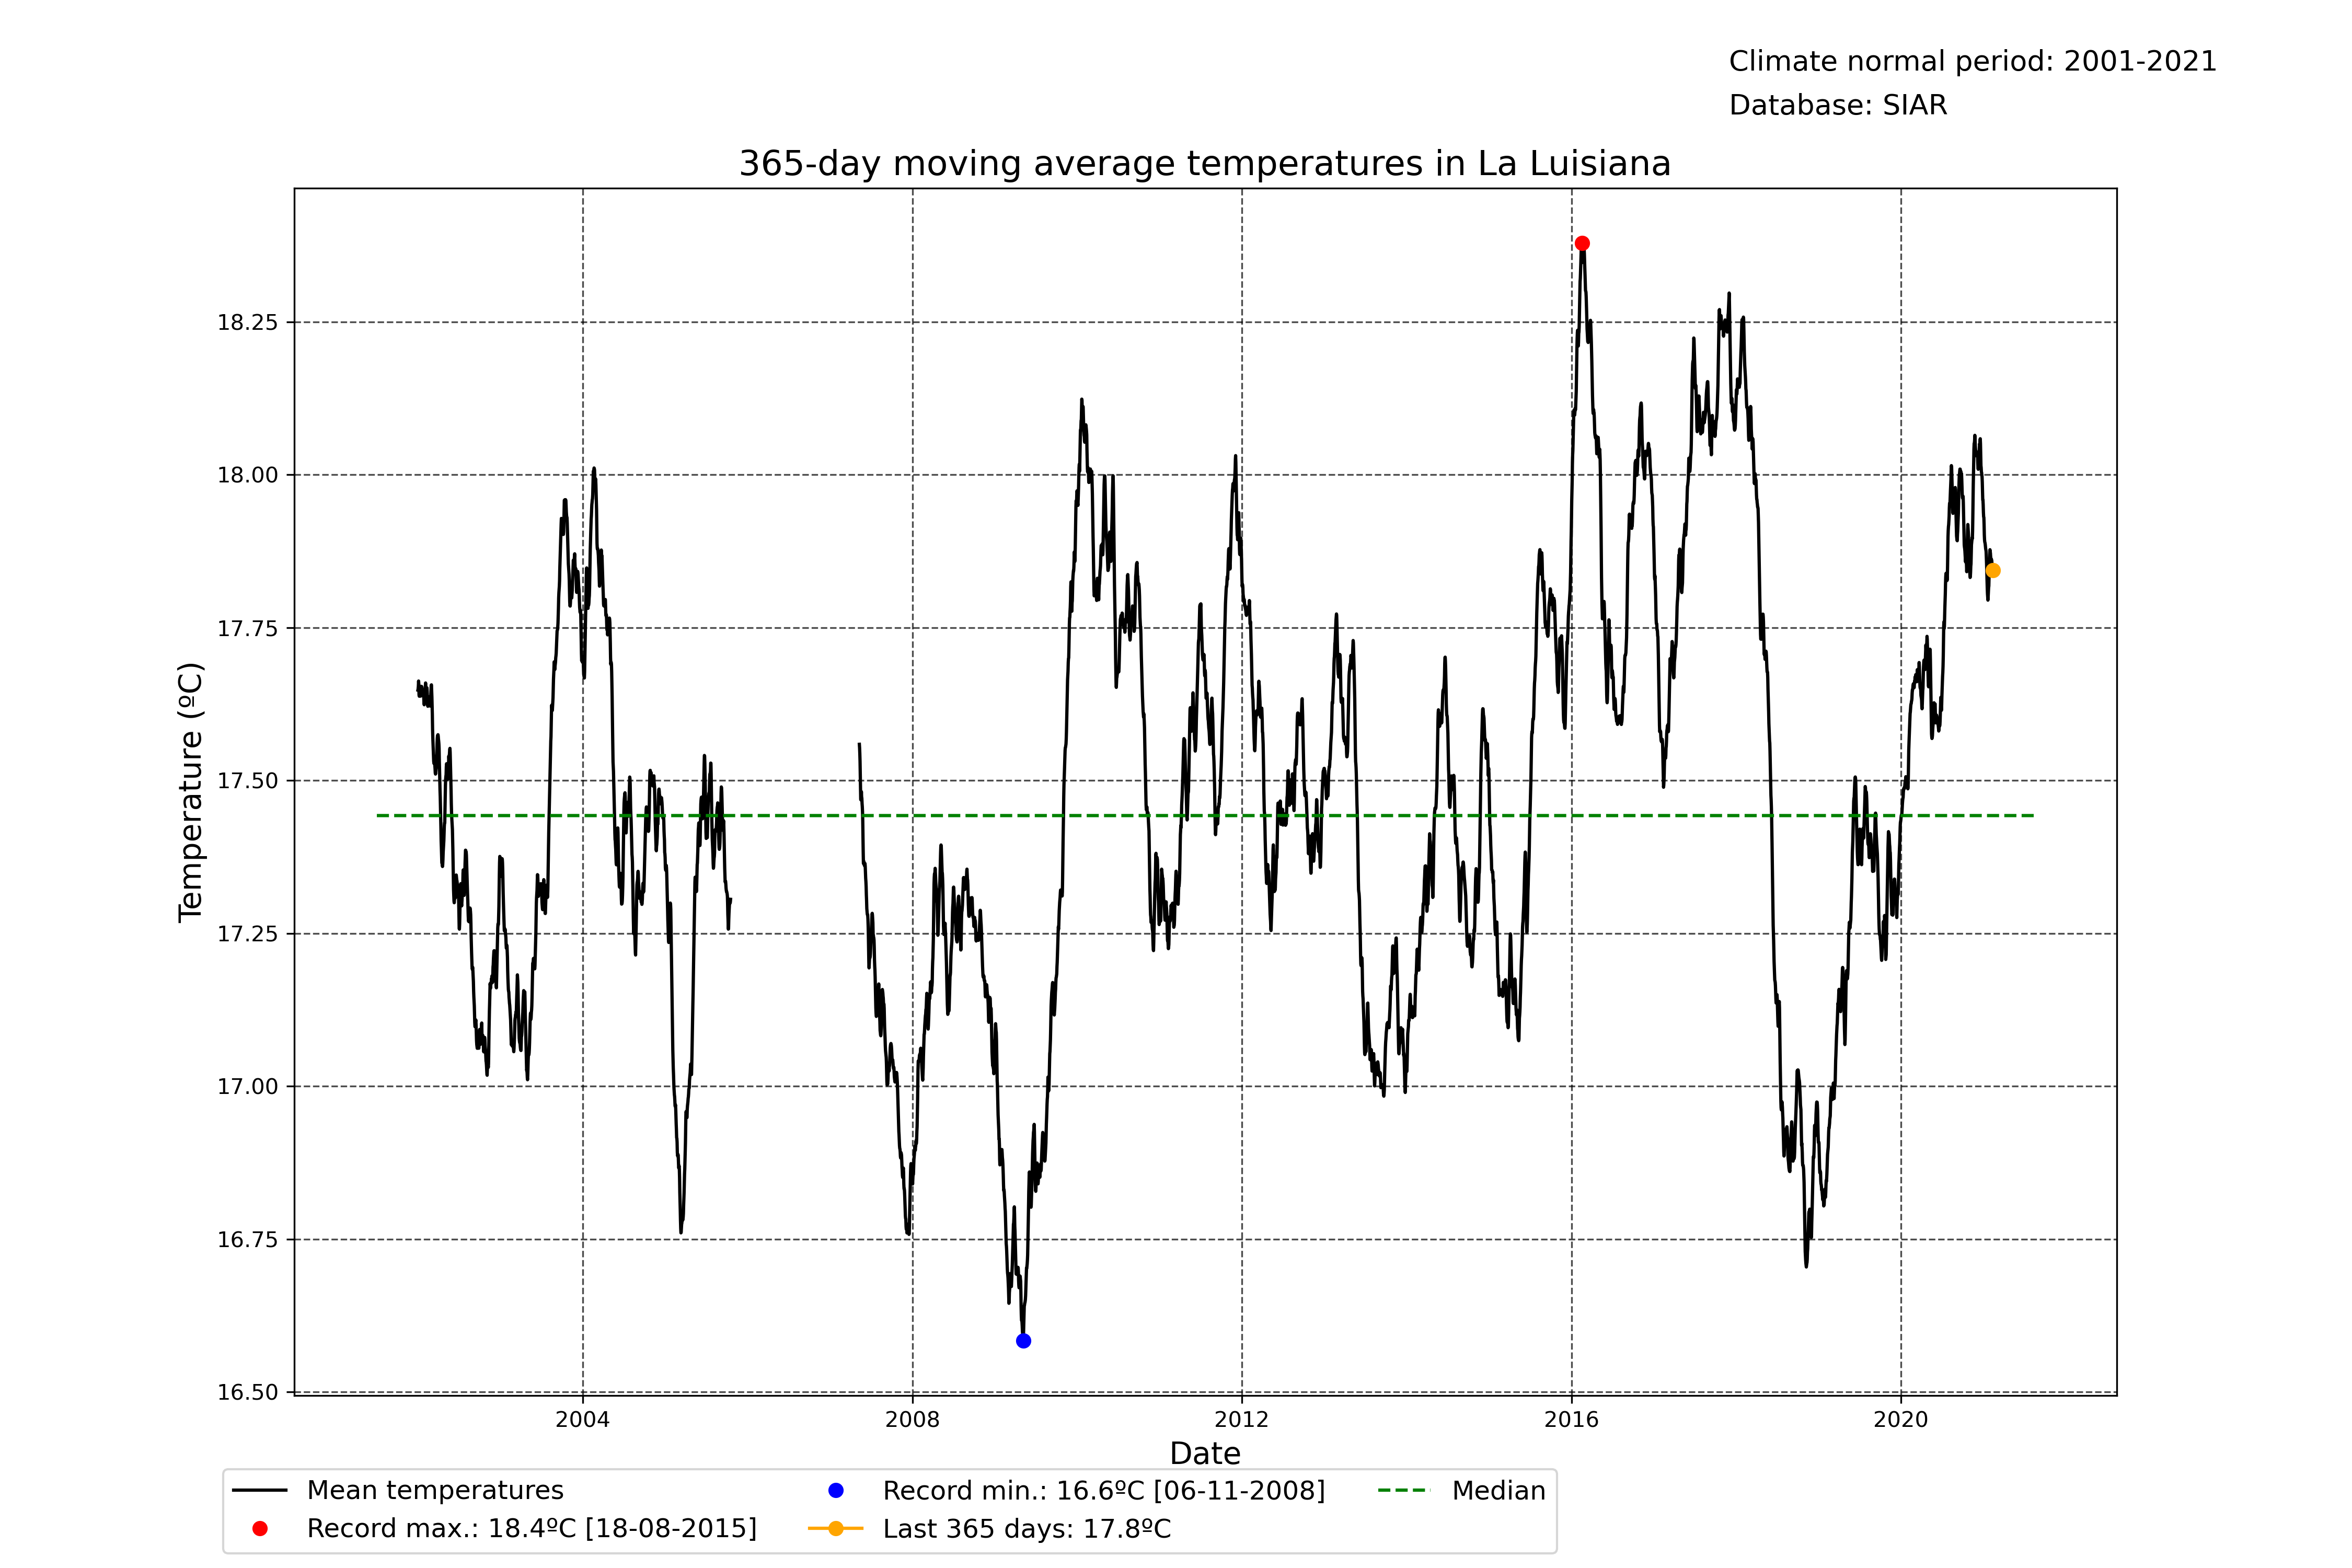 Climate normal period: 2001-2021
Database: SIAR
365-day moving average temperatures in La Luisiana
Temperature (ºC)
18.25
18.00
17.75
17.50
17.25
17.00
16.75
16.50
2004
2008
2012
2016
2020
Date
Mean temperatures
Record max.: 18.4ºC [18-08-2015]
Record min.: 16.6ºC [06-11-2008]
Last 365 days: 17.8ºC
Median